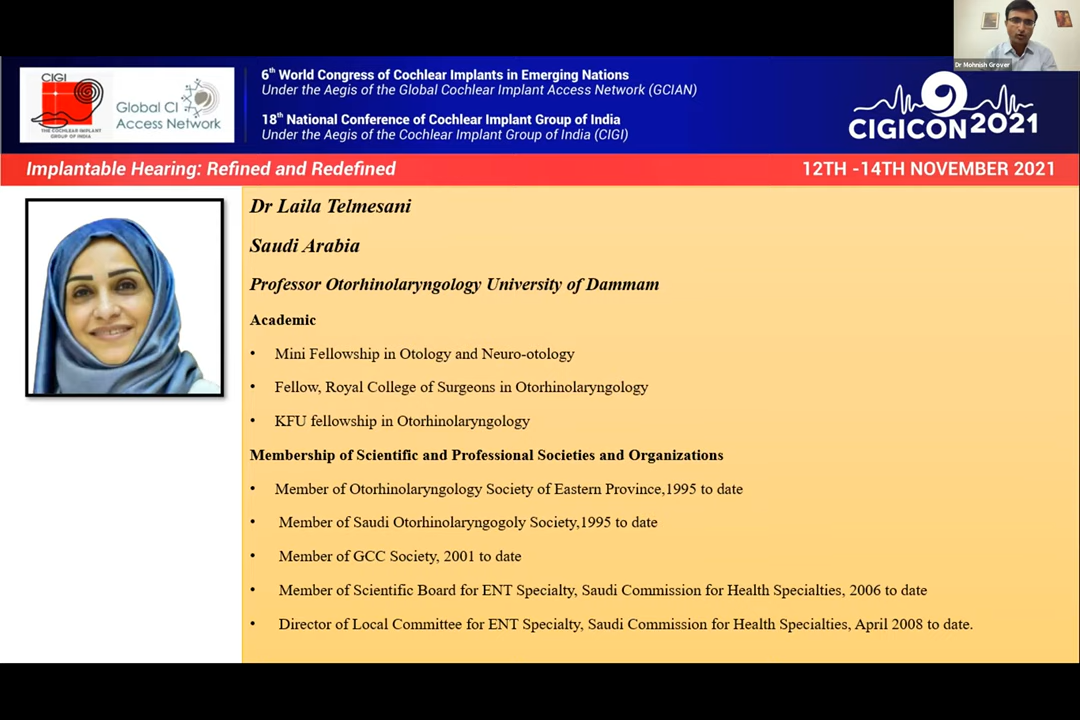 Dr Mohnish Grover
CIGI
THE COCHLEAR IMPLANT
GROUP OF INDIA
Global CI
Access Network
6th World Congress of Cochlear Implants in Emerging Nations
Under the Aegis of the Global Cochlear Implant Access Network (GCIAN)
18th National Conference of Cochlear Implant Group of India
Under the Aegis of the Cochlear Implant Group of India (CIGI)
CIGICON 2021
Implantable Hearing: Refined and Redefined
12TH -14TH NOVEMBER 2021
Dr Laila Telmesani
Saudi Arabia
Professor Otorhinolaryngology University of Dammam
Academic
• Mini Fellowship in Otology and Neuro-otology
• Fellow, Royal College of Surgeons in Otorhinolaryngology
• KFU fellowship in Otorhinolaryngology
Membership of Scientific and Professional Societies and Organizations
• Member of Otorhinolaryngology Society of Eastern Province,1995 to date
• Member of Saudi Otorhinolaryngogoly Society,1995 to date
• Member of GCC Society, 2001 to date
• Member of Scientific Board for ENT Specialty, Saudi Commission for Health Specialties, 2006 to date
• Director of Local Committee for ENT Specialty, Saudi Commission for Health Specialties, April 2008 to date.